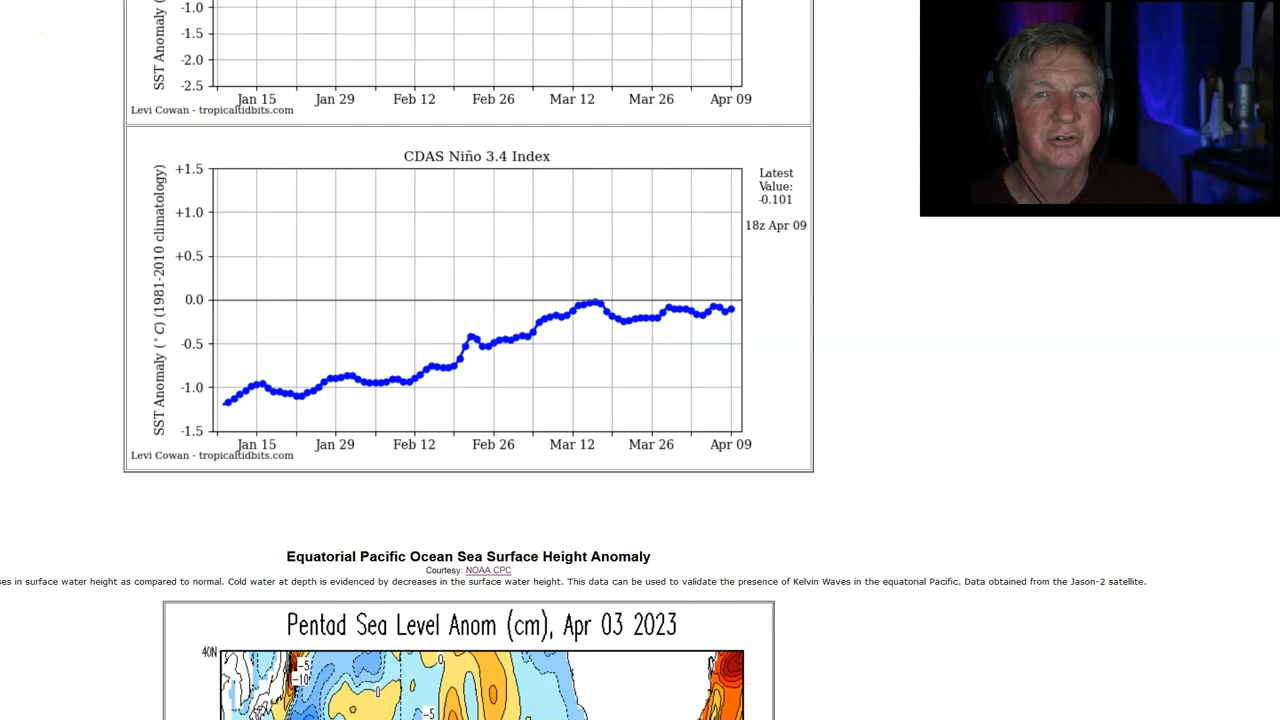 SST Anomaly (
-1.0
-1.5
-2.0
-2.5
Jan 15 Jan 29 Feb 12 Feb 26 Mar 12 Mar 26 Apr 09
Levi Cowan - tropicaltidbits.com
CDAS Niño 3.4 Index
SST Anomaly (°C) (1981-2010 climatology)
+1.5
+1.0
+0.5
0.0
-0.5
-1.0
-1.5
Latest
Value:
-0.101
18z Apr 09
Jan 15 Jan 29 Feb 12 Feb 26 Mar 12 Mar 26 Apr 09
Levi Cowan - tropicaltidbits.com
Equatorial Pacific Ocean Sea Surface Height Anomaly
Courtesy: NOAA CPC
es in surface water height as compared to normal. Cold water at depth is evidenced by decreases in the surface water height. This data can be used to validate the presence of Kelvin Waves in the equatorial Pacific. Data obtained from the Jason-2 satellite.
Pentad Sea Level Anom (cm), Apr 03 2023
40N
-5
-10
0
0
-5